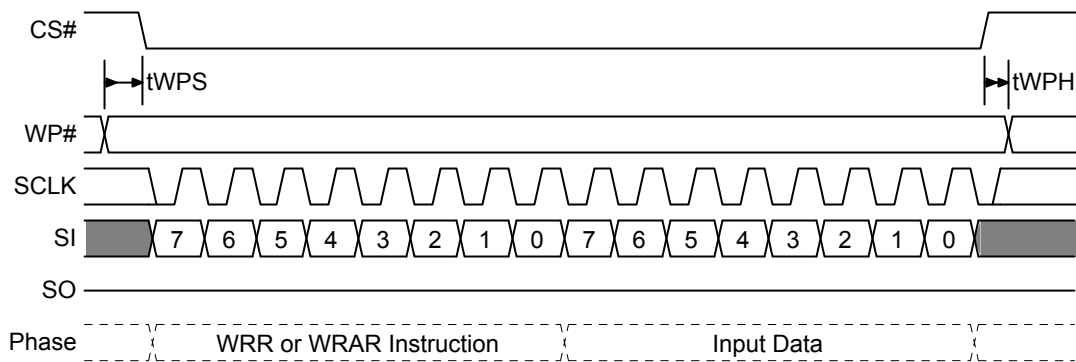 CS#
tWPS tWPH
WP#
SCLK
SI 7 6 5 4 3 2 1 0 7 6 5 4 3 2 1 0
SO
Phase WRR or WRAR Instruction Input Data